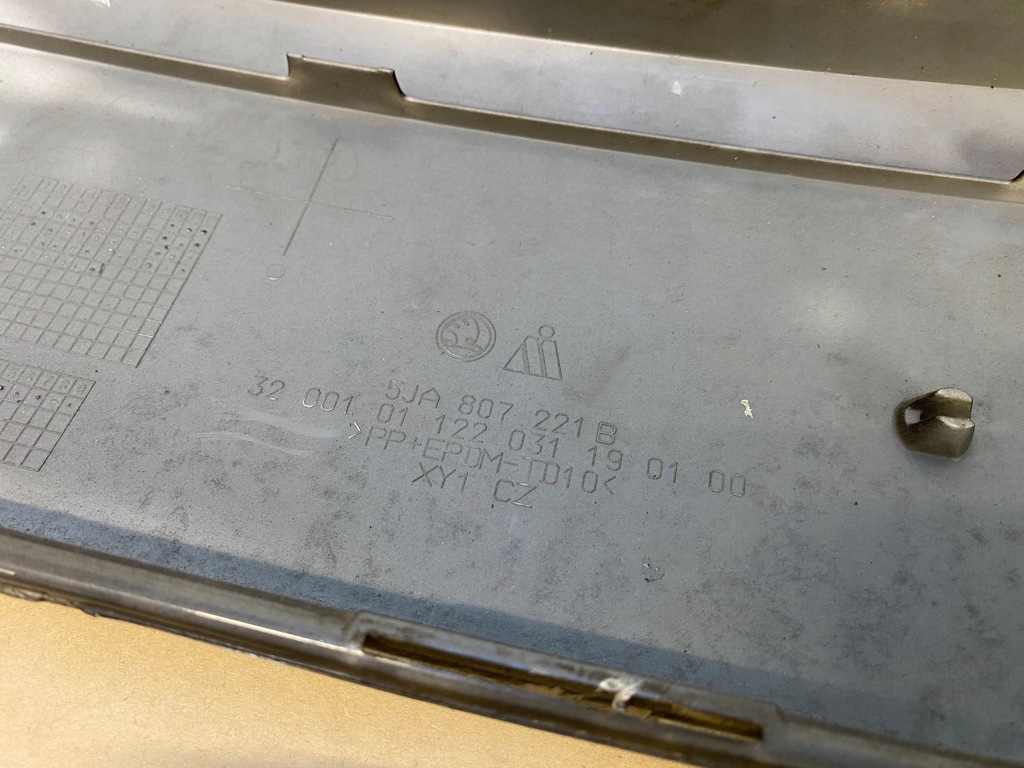 5JA 807 221 B
32 001 01 122 031 19 01 00
>PP+EPDM-TD10<
XY1 CZ